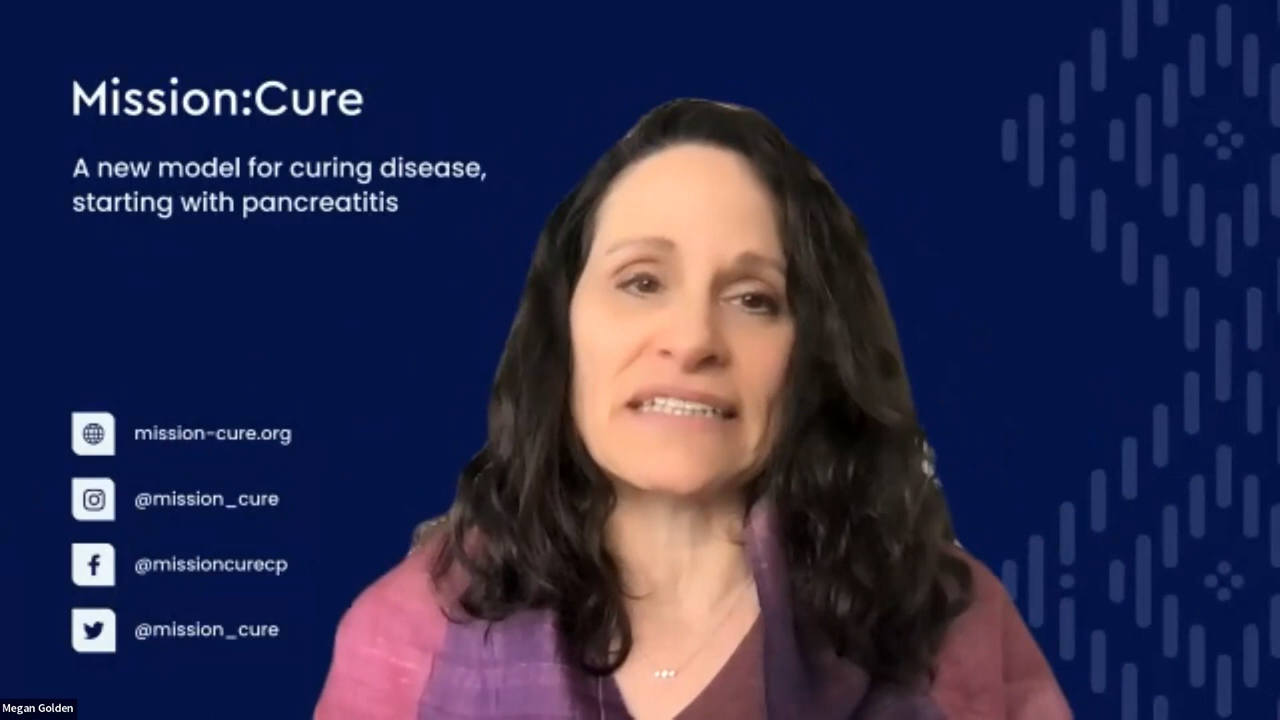 Mission:Cure
A new model for curing disease,
starting with pancreatitis
mission-cure.org
@mission_cure
@missioncurecp
@mission_cure
Megan Golden